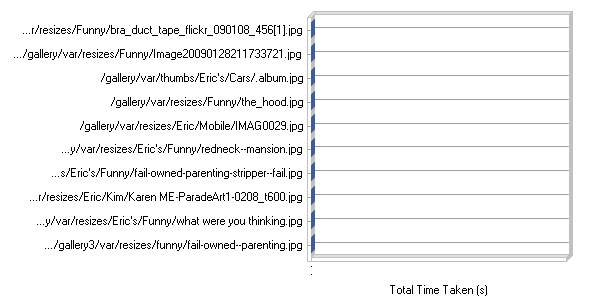 ...r/resizes/Funny/bra_duct_tape_flickr_090108_456[1].jpg
.../gallery/var/resizes/Funny/Image20090128211733721.jpg
/gallery/var/thumbs/Eric's/Cars/.album.jpg
/gallery/var/resizes/Funny/the_hood.jpg
/gallery/var/resizes/Eric/Mobile/IMAG0029.jpg
...y/var/resizes/Eric's/Funny/redneck--mansion.jpg
...s/Eric's/Funny/fail-owned-parenting-stripper--fail.jpg
...r/resizes/Eric/Kim/Karen ME-ParadeArt1-0208_t600.jpg
...y/var/resizes/Eric's/Funny/what were you thinking.jpg
.../gallery3/var/resizes/funny/fail-owned--parenting.jpg
Total Time Taken (s)